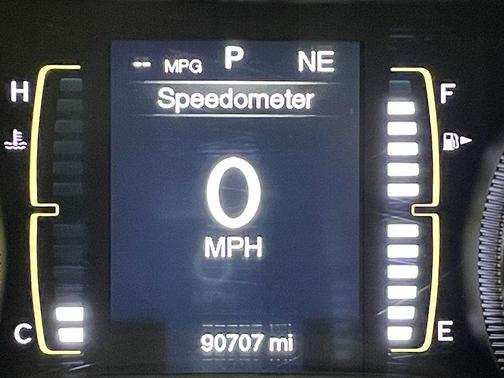 -- MPG P NE
Speedometer
H F
0
MPH
C E
90707 mi